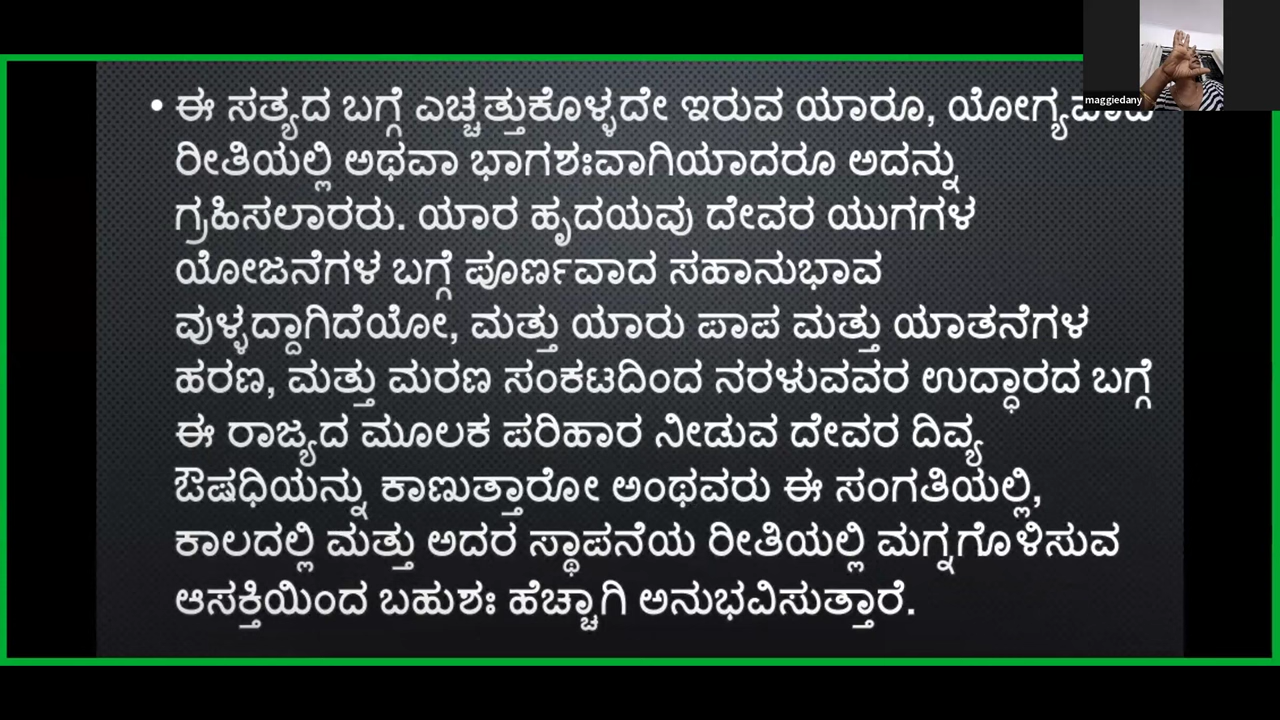 • ಈ ಸತ್ಯದ ಬಗ್ಗೆ ಎಚ್ಚತ್ತುಕೊಳ್ಳದೇ ಇರುವ ಯಾರೂ,
ರೀತಿಯಲ್ಲಿ ಅಥವಾ ಭಾಗಶಃವಾಗಿಯಾದರೂ ಅದನ್ನು
ಗ್ರಹಿಸಲಾರರು. ಯಾರ ಹೃದಯವು ದೇವರ ಯುಗಗಳ
ಯೋಜನೆಗಳ ಬಗ್ಗೆ ಪೂರ್ಣವಾದ ಸಹಾನುಭಾವ
ವುಳ್ಳದ್ದಾಗಿದೆಯೋ, ಮತ್ತು ಯಾರು ಪಾಪ ಮತ್ತು ಯಾತನೆಗಳ
ಹರಣ, ಮತ್ತು ಮರಣ ಸಂಕಟದಿಂದ ನರಳುವವರ ಉದ್ಧಾರದ ಬಗ್ಗೆ
ಈ ರಾಜ್ಯದ ಮೂಲಕ ಪರಿಹಾರ ನೀಡುವ ದೇವರ ದಿವ್ಯ
ಔಷಧಿಯನ್ನು ಕಾಣುತ್ತಾರೋ ಅಂಥವರು ಈ ಸಂಗತಿಯಲ್ಲಿ,
ಕಾಲದಲ್ಲಿ ಮತ್ತು ಅದರ ಸ್ಥಾಪನೆಯ ರೀತಿಯಲ್ಲಿ ಮಗ್ನಗೊಳಿಸುವ
ಆಸಕ್ತಿಯಿಂದ ಬಹುಶಃ ಹೆಚ್ಚಾಗಿ ಅನುಭವಿಸುತ್ತಾರೆ.
maggiedany